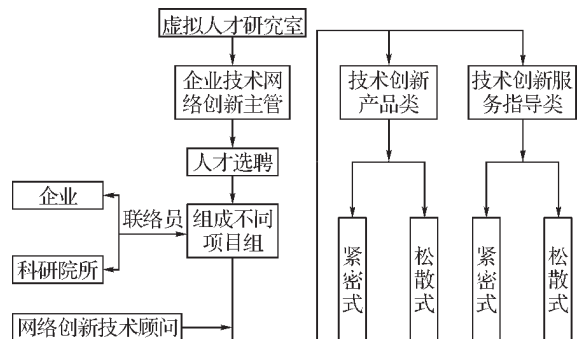 虚拟人才研究室
企业技术网
络创新主管
技术创新
产品类
技术创新服
务指导类
人才选聘
企业
联络员
组成不同
项目组
科研院所
紧密式
松散式
紧密式
松散式
网络创新技术顾问